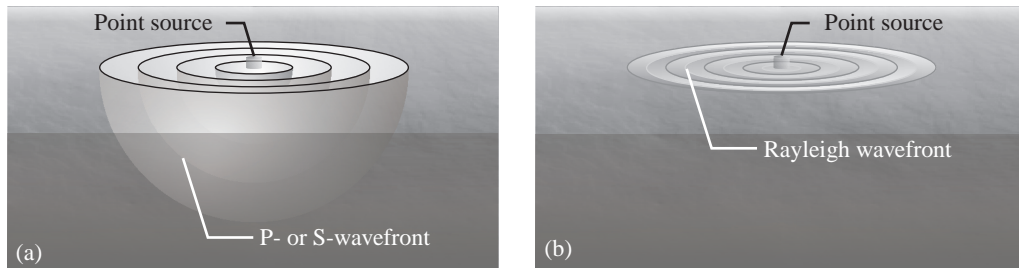 Point source
P- or S-wavefront
(a)
Point source
Rayleigh wavefront
(b)